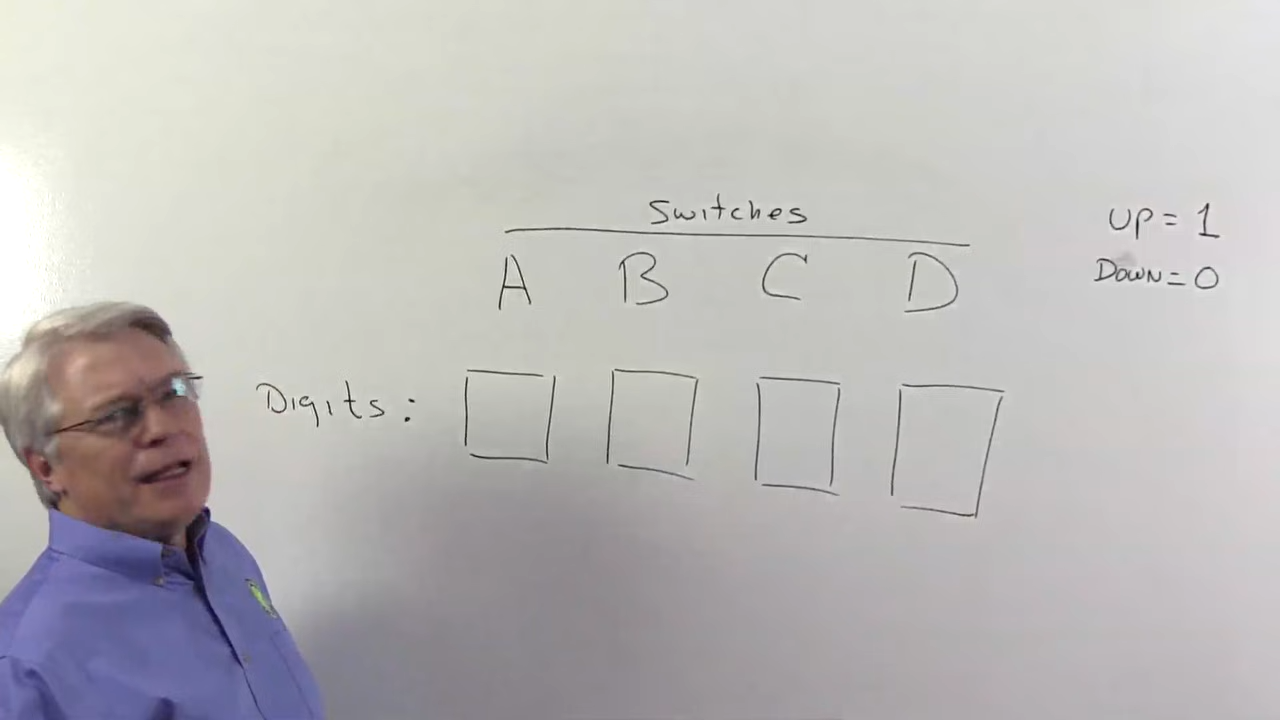 Switches
A B C D
UP = 1
DOWN = 0
Digits: